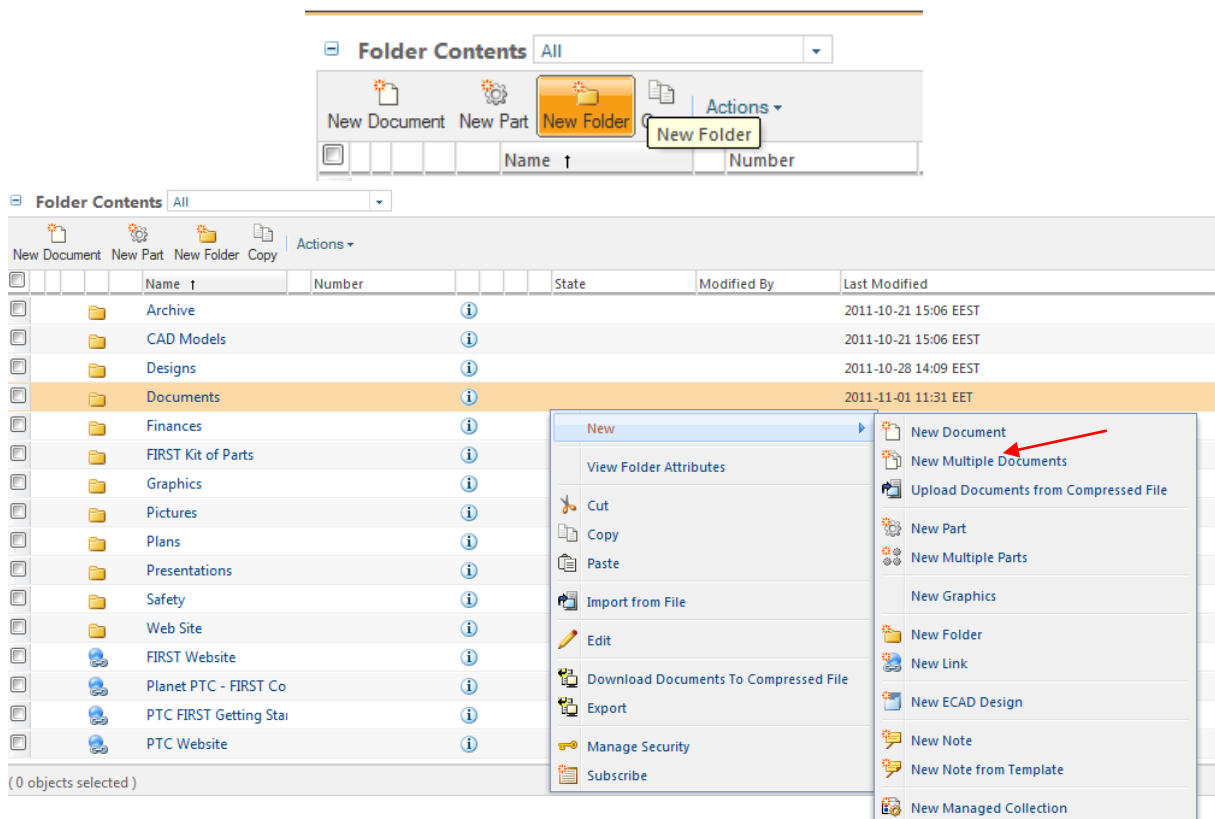 Folder Contents All
New Document New Part New Folder Actions
New Folder
Name ↑ Number
Folder Contents All
New Document New Part New Folder Copy Actions
Name ↑ Number State Modified By Last Modified
Archive 2011-10-21 15:06 EEST
CAD Models 2011-10-21 15:06 EEST
Designs 2011-10-28 14:09 EEST
Documents 2011-11-01 11:31 EET
Finances
FIRST Kit of Parts
Graphics
Pictures
Plans
Presentations
Safety
Web Site
FIRST Website
Planet PTC - FIRST Co
PTC FIRST Getting Star
PTC Website
(0 objects selected )
New
View Folder Attributes
Cut
Copy
Paste
Import from File
Edit
Download Documents To Compressed File
Export
Manage Security
Subscribe
New Document
New Multiple Documents
Upload Documents from Compressed File
New Part
New Multiple Parts
New Graphics
New Folder
New Link
New ECAD Design
New Note
New Note from Template
New Managed Collection